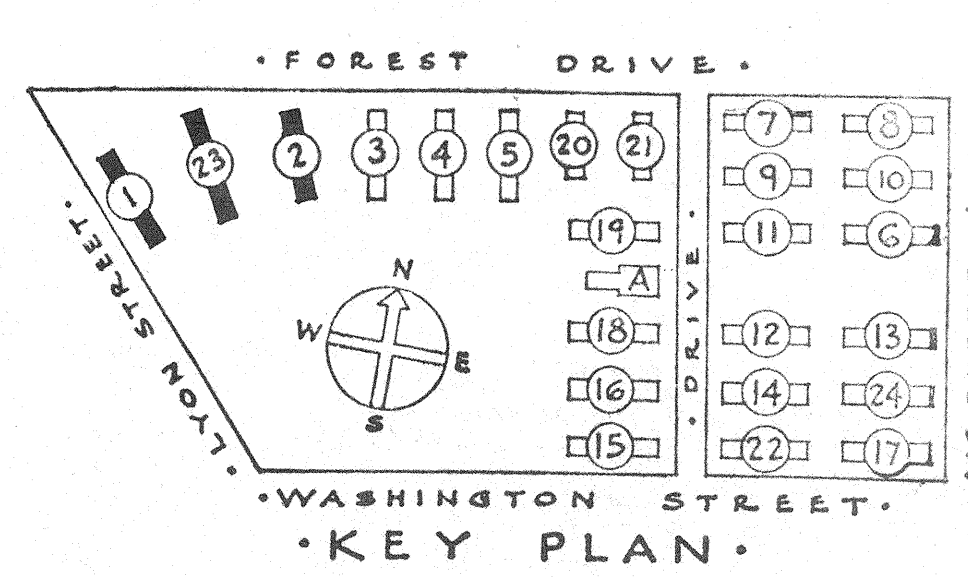 ·FOREST DRIVE·
1 23 2 3 4 5 20 21 7 8
9 10
19 11 6
A
N
W E
S
18 12 13
16 14 24
15 22 17
·LYON STREET·
·DRIVE·
·WASHINGTON STREET·
·KEY PLAN·